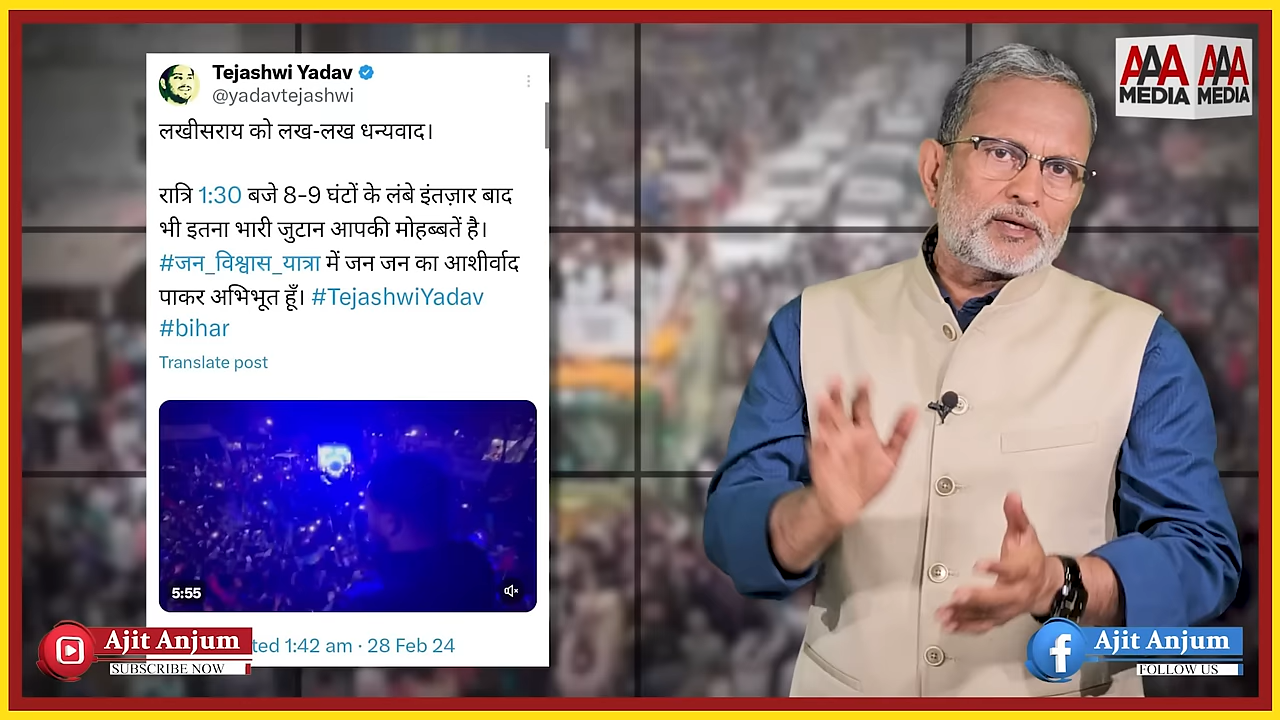 Tejashwi Yadav
@yadavtejashwi
लखीसराय को लख-लख धन्यवाद।
रात्रि 1:30 बजे 8-9 घंटों के लंबे इंतज़ार बाद
भी इतना भारी जुटान आपकी मोहब्बतें है।
#जन_विश्वास_यात्रा में जन जन का आशीर्वाद
पाकर अभिभूत हूँ। #TejashwiYadav
#bihar
Translate post
5:55
ted 1:42 am · 28 Feb 24
AAA
MEDIA
AAA
MEDIA
Ajit Anjum
SUBSCRIBE NOW
Ajit Anjum
FOLLOW US